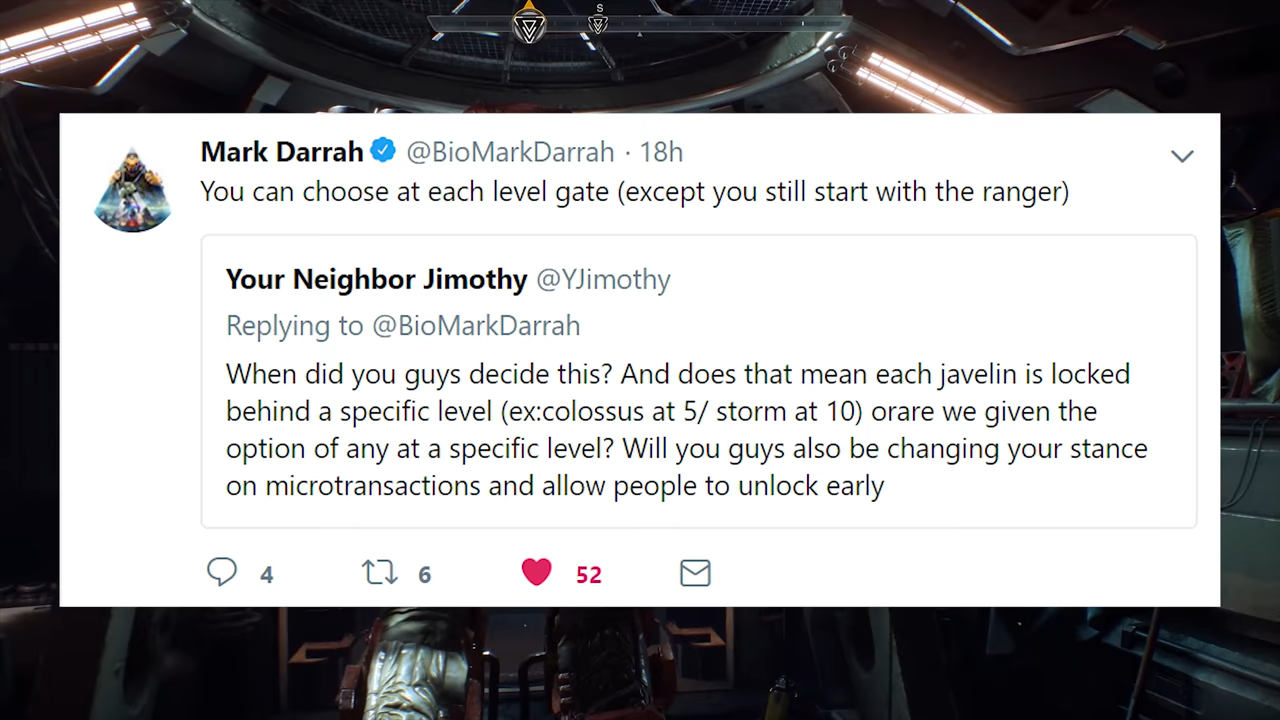 S
Mark Darrah @BioMarkDarrah · 18h
You can choose at each level gate (except you still start with the ranger)
Your Neighbor Jimothy @YJimothy
Replying to @BioMarkDarrah
When did you guys decide this? And does that mean each javelin is locked
behind a specific level (ex:colossus at 5/ storm at 10) orare we given the
option of any at a specific level? Will you guys also be changing your stance
on microtransactions and allow people to unlock early
4 6 52